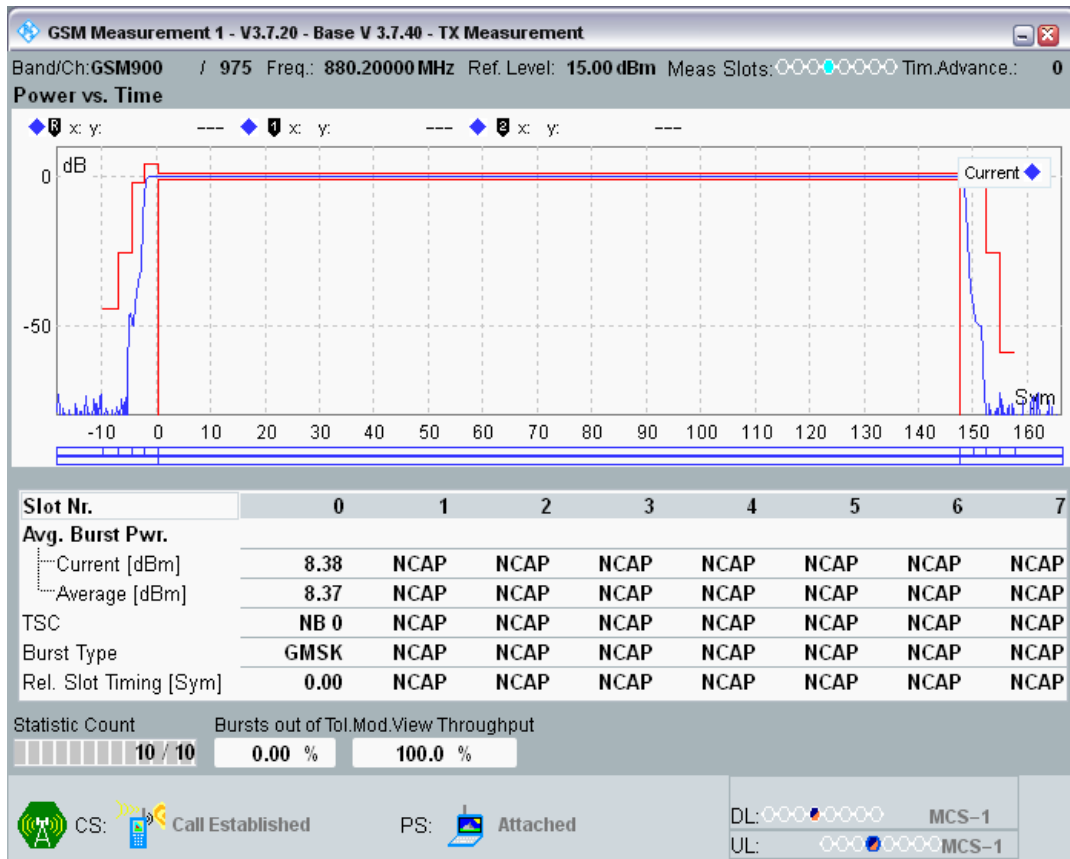 GSM Measurement 1 - V3.7.20 - Base V 3.7.40 - TX Measurement
Band/Ch:GSM900 / 975 Freq.: 880.20000 MHz Ref. Level: 15.00 dBm Meas Slots: Tim.Advance.: 0
Power vs. Time
R x: y: --- 1 x: y: --- 2 x: y: ---
dB
Current
0
-50
Sym
-10 0 10 20 30 40 50 60 70 80 90 100 110 120 130 140 150 160
Slot Nr. 0 1 2 3 4 5 6 7
Avg. Burst Pwr.
Current [dBm] 8.38 NCAP NCAP NCAP NCAP NCAP NCAP NCAP
Average [dBm] 8.37 NCAP NCAP NCAP NCAP NCAP NCAP NCAP
TSC NB 0 NCAP NCAP NCAP NCAP NCAP NCAP NCAP
Burst Type GMSK NCAP NCAP NCAP NCAP NCAP NCAP NCAP
Rel. Slot Timing [Sym] 0.00 NCAP NCAP NCAP NCAP NCAP NCAP NCAP
Statistic Count Bursts out of Tol.Mod.View Throughput
10 / 10 0.00 % 100.0 %
CS: Call Established PS: Attached
DL: MCS-1
UL: MCS-1